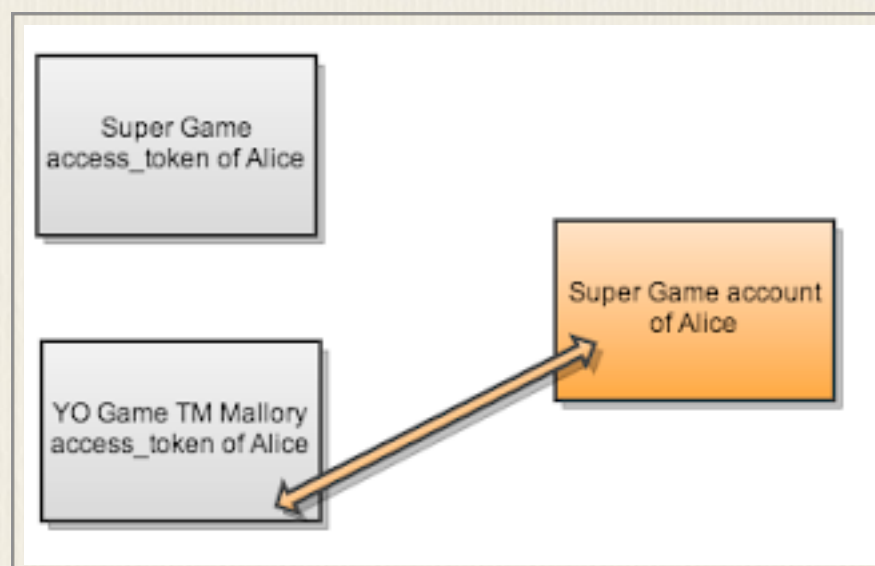 Super Game
access_token of Alice
Super Game account
of Alice
YO Game TM Mallory
access_token of Alice